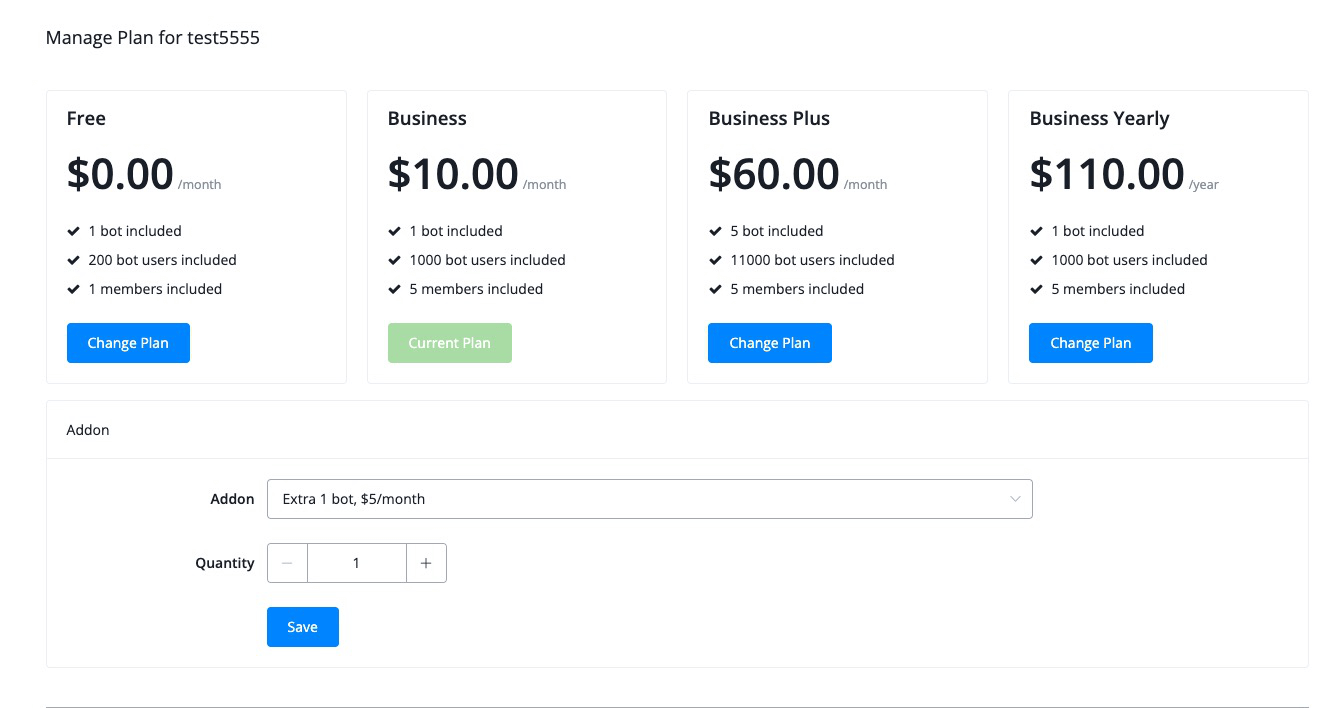 Manage Plan for test5555
Free
$0.00 /month
1 bot included
200 bot users included
1 members included
Change Plan
Business
$10.00 /month
1 bot included
1000 bot users included
5 members included
Current Plan
Business Plus
$60.00 /month
5 bot included
11000 bot users included
5 members included
Change Plan
Business Yearly
$110.00 /year
1 bot included
1000 bot users included
5 members included
Change Plan
Addon
Addon Extra 1 bot, $5/month
Quantity − 1 +
Save